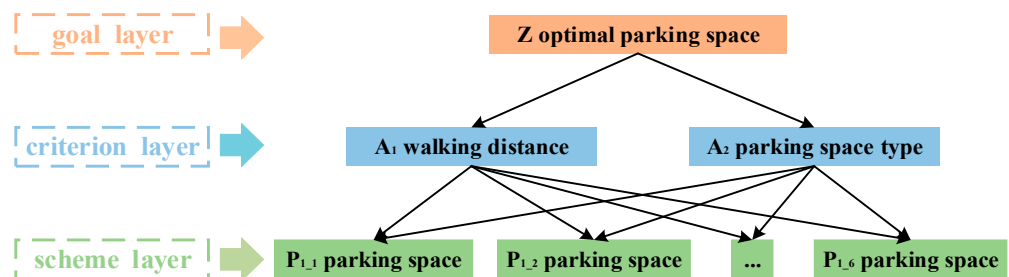 goal layer
Z optimal parking space
criterion layer
A₁ walking distance
A₂ parking space type
scheme layer
P₁_₁ parking space
P₁_₂ parking space
...
P₁_₆ parking space